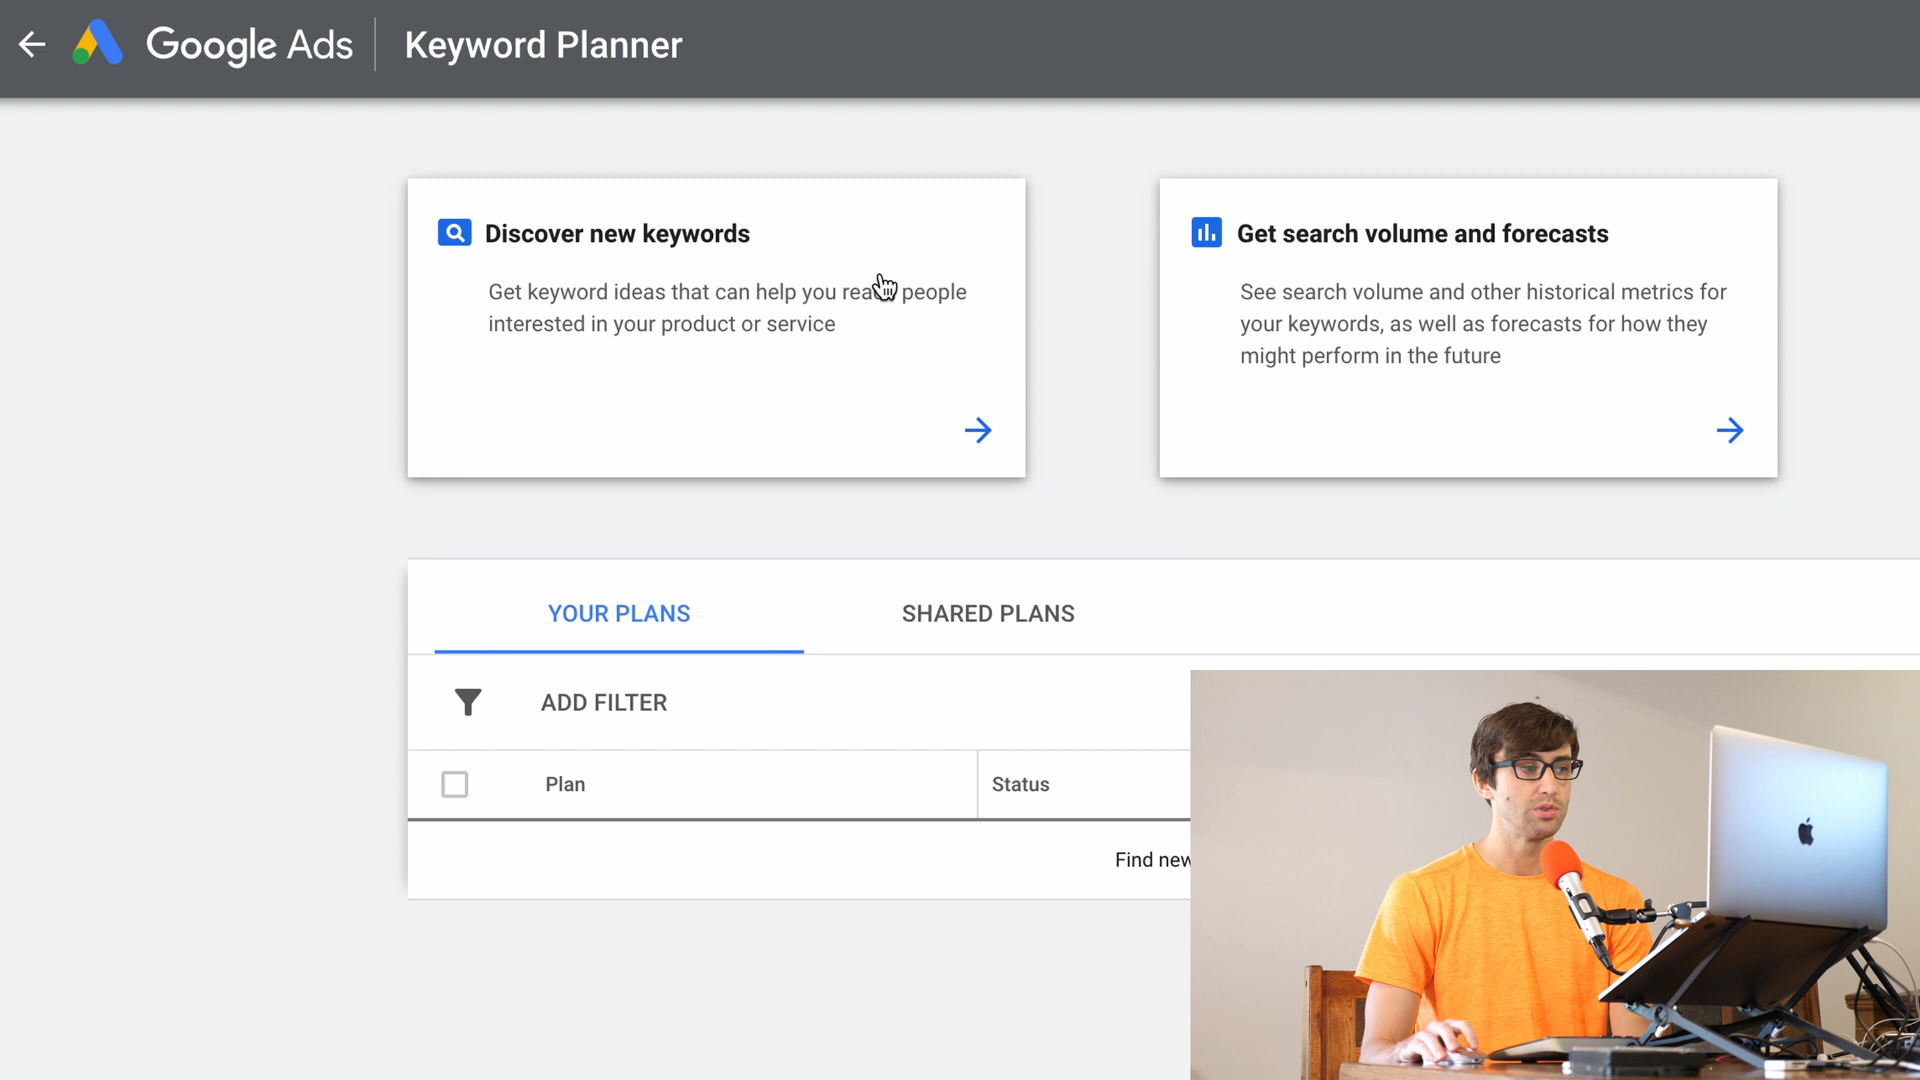 Google Ads | Keyword Planner
Discover new keywords
Get keyword ideas that can help you people
interested in your product or service
Get search volume and forecasts
See search volume and other historical metrics for
your keywords, as well as forecasts for how they
might perform in the future
YOUR PLANS
SHARED PLANS
ADD FILTER
Plan
Status
Find new